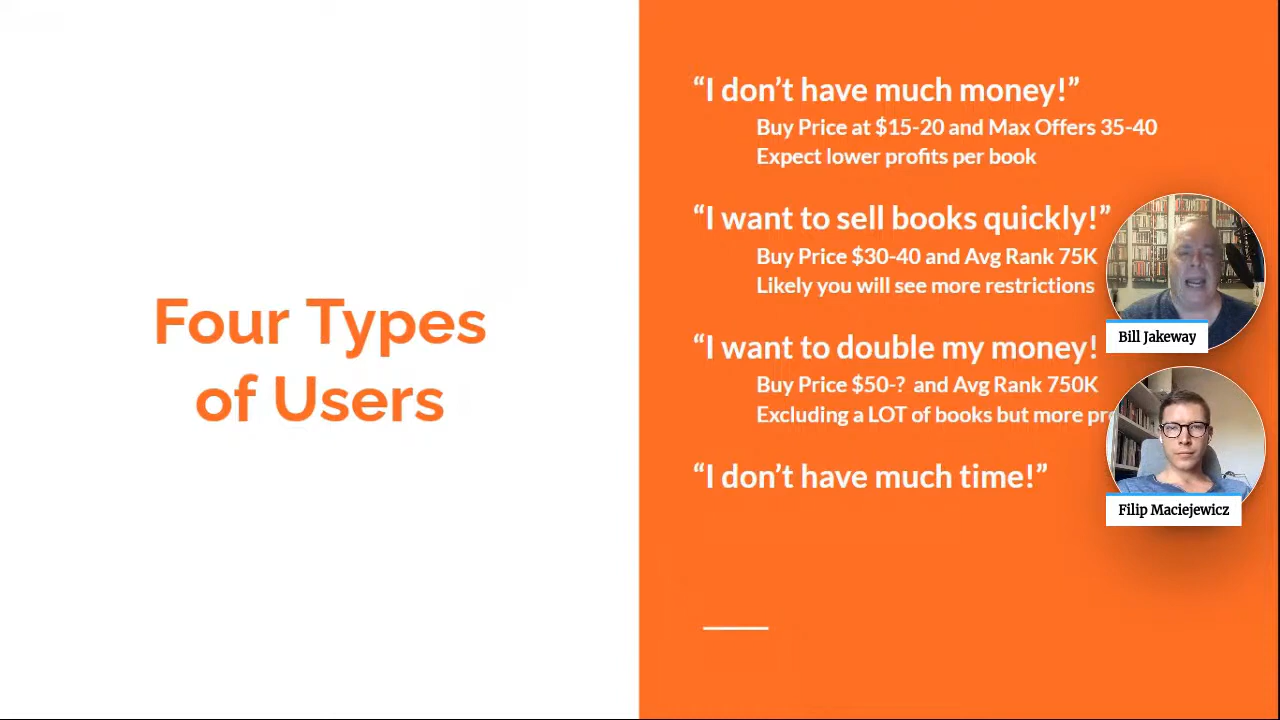 Four Types
of Users
“I don’t have much money!”
Buy Price at $15-20 and Max Offers 35-40
Expect lower profits per book
“I want to sell books quickly!”
Buy Price $30-40 and Avg Rank 75K
Likely you will see more restrictions
“I want to double my money!
Buy Price $50-? and Avg Rank 750K
Excluding a LOT of books but more
“I don’t have much time!”
Bill Jakeway
Filip Maciejewicz